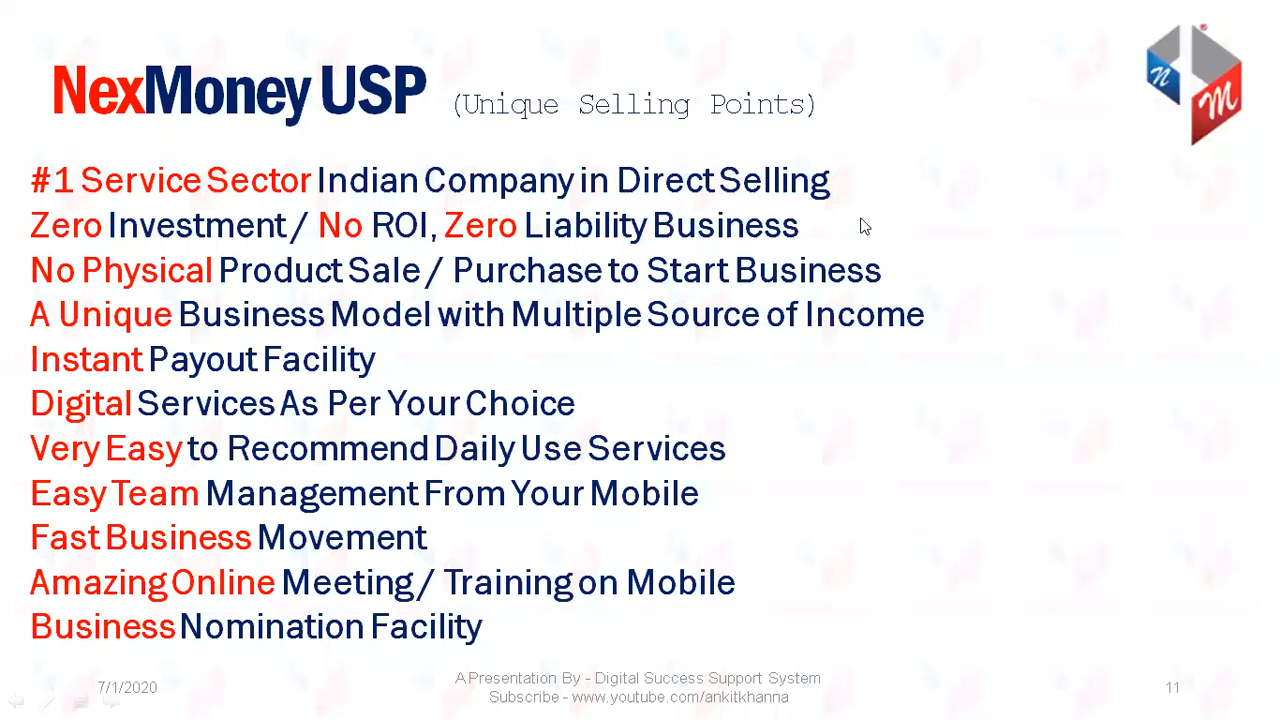 NexMoney USP (Unique Selling Points)
#1 Service Sector Indian Company in Direct Selling
Zero Investment / No ROI, Zero Liability Business
No Physical Product Sale / Purchase to Start Business
A Unique Business Model with Multiple Source of Income
Instant Payout Facility
Digital Services As Per Your Choice
Very Easy to Recommend Daily Use Services
Easy Team Management From Your Mobile
Fast Business Movement
Amazing Online Meeting / Training on Mobile
Business Nomination Facility
7/1/2020
A Presentation By - Digital Success Support System
Subscribe - www.youtube.com/ankitkhanna
11
n
m